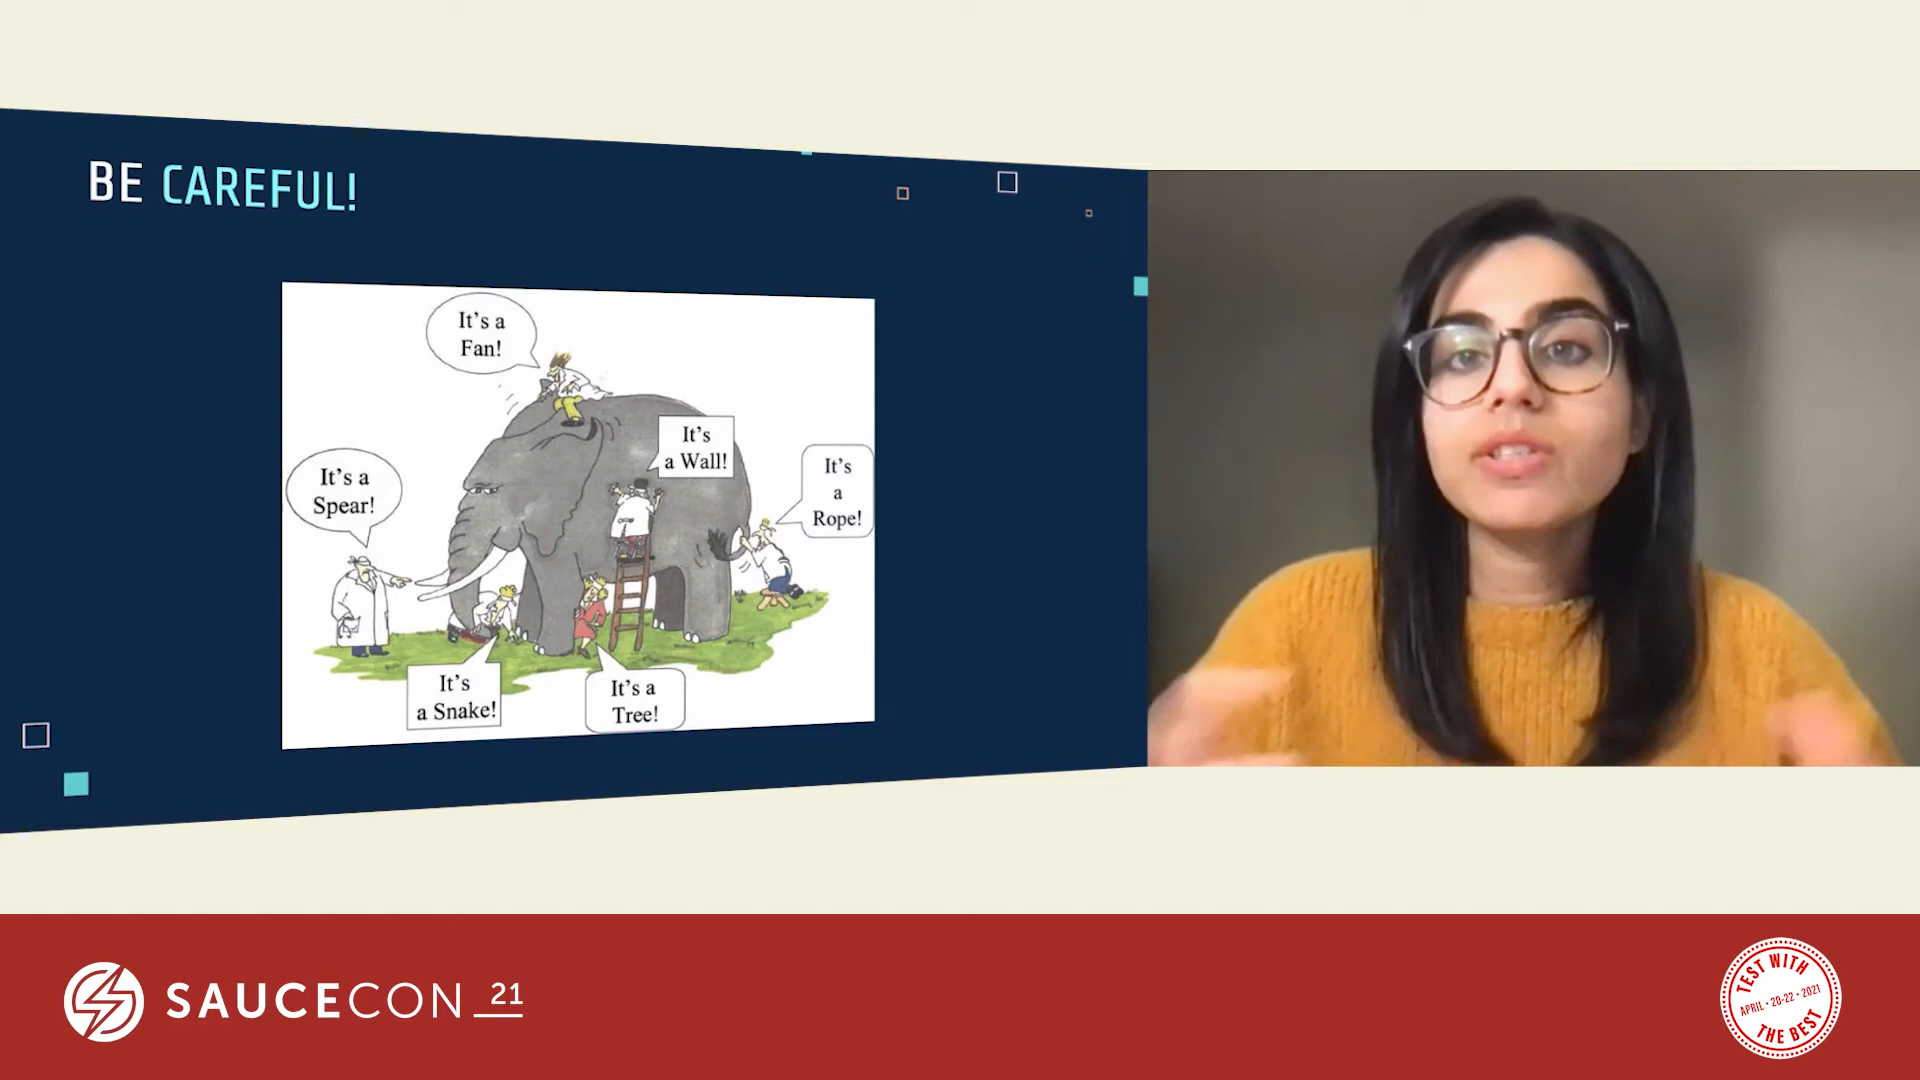 BE CAREFUL!
It's a
Fan!
It's
a Wall!
It's a
Spear!
It's
a
Rope!
It's
a Snake!
It's a
Tree!
SAUCECON 21
TEST WITH
APRIL • 20-22 • 2021
THE BEST